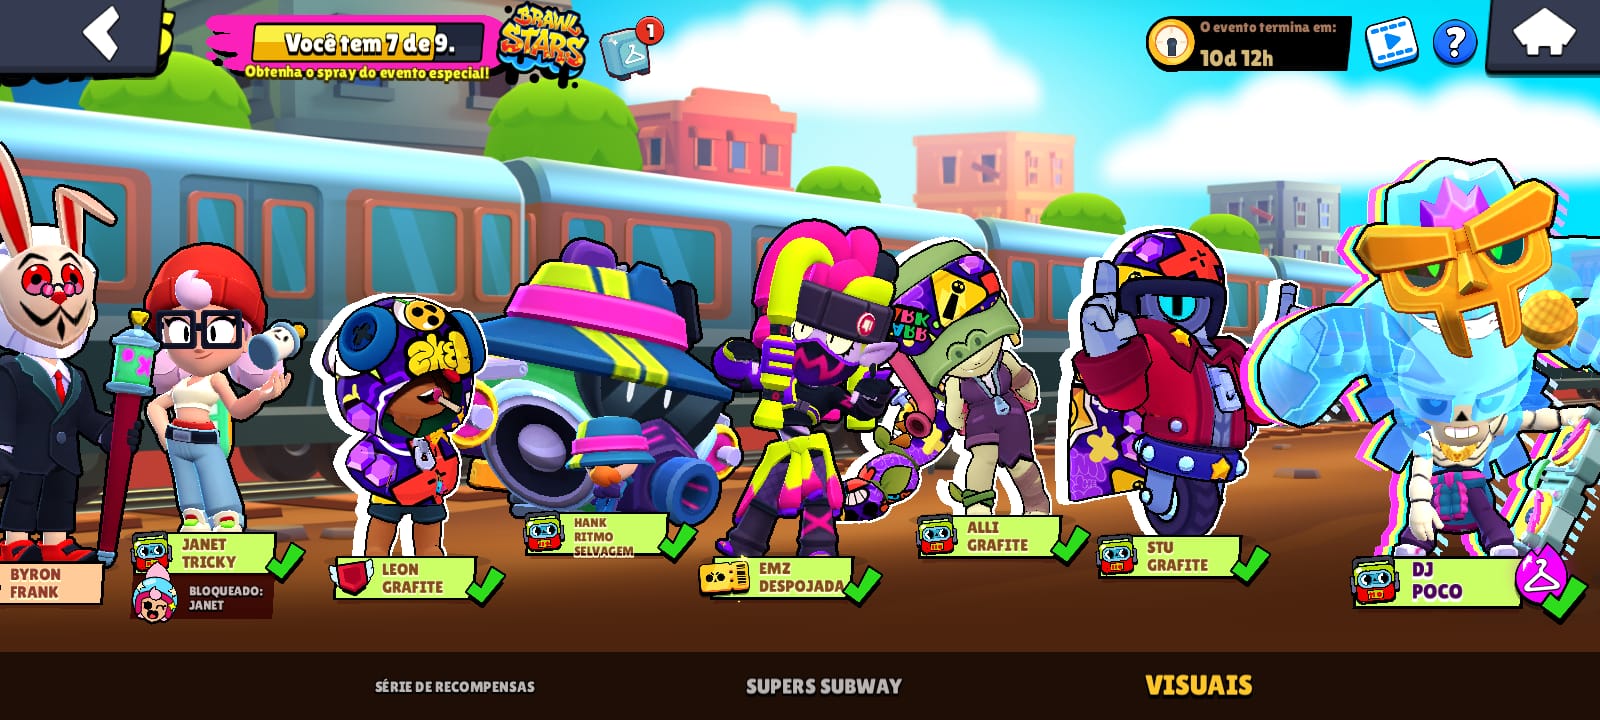 Você tem 7 de 9.
Obtenha o spray do evento especial!
BRAWL
STARS
1
O evento termina em:
10d 12h
?
BYRON
FRANK
JANET
TRICKY
BLOQUEADO:
JANET
LEON
GRAFITE
HANK
RITMO
SELVAGEM
EMZ
DESPOJADA
ALLI
GRAFITE
STU
GRAFITE
DJ
POCO
SÉRIE DE RECOMPENSAS
SUPERS SUBWAY
VISUAIS